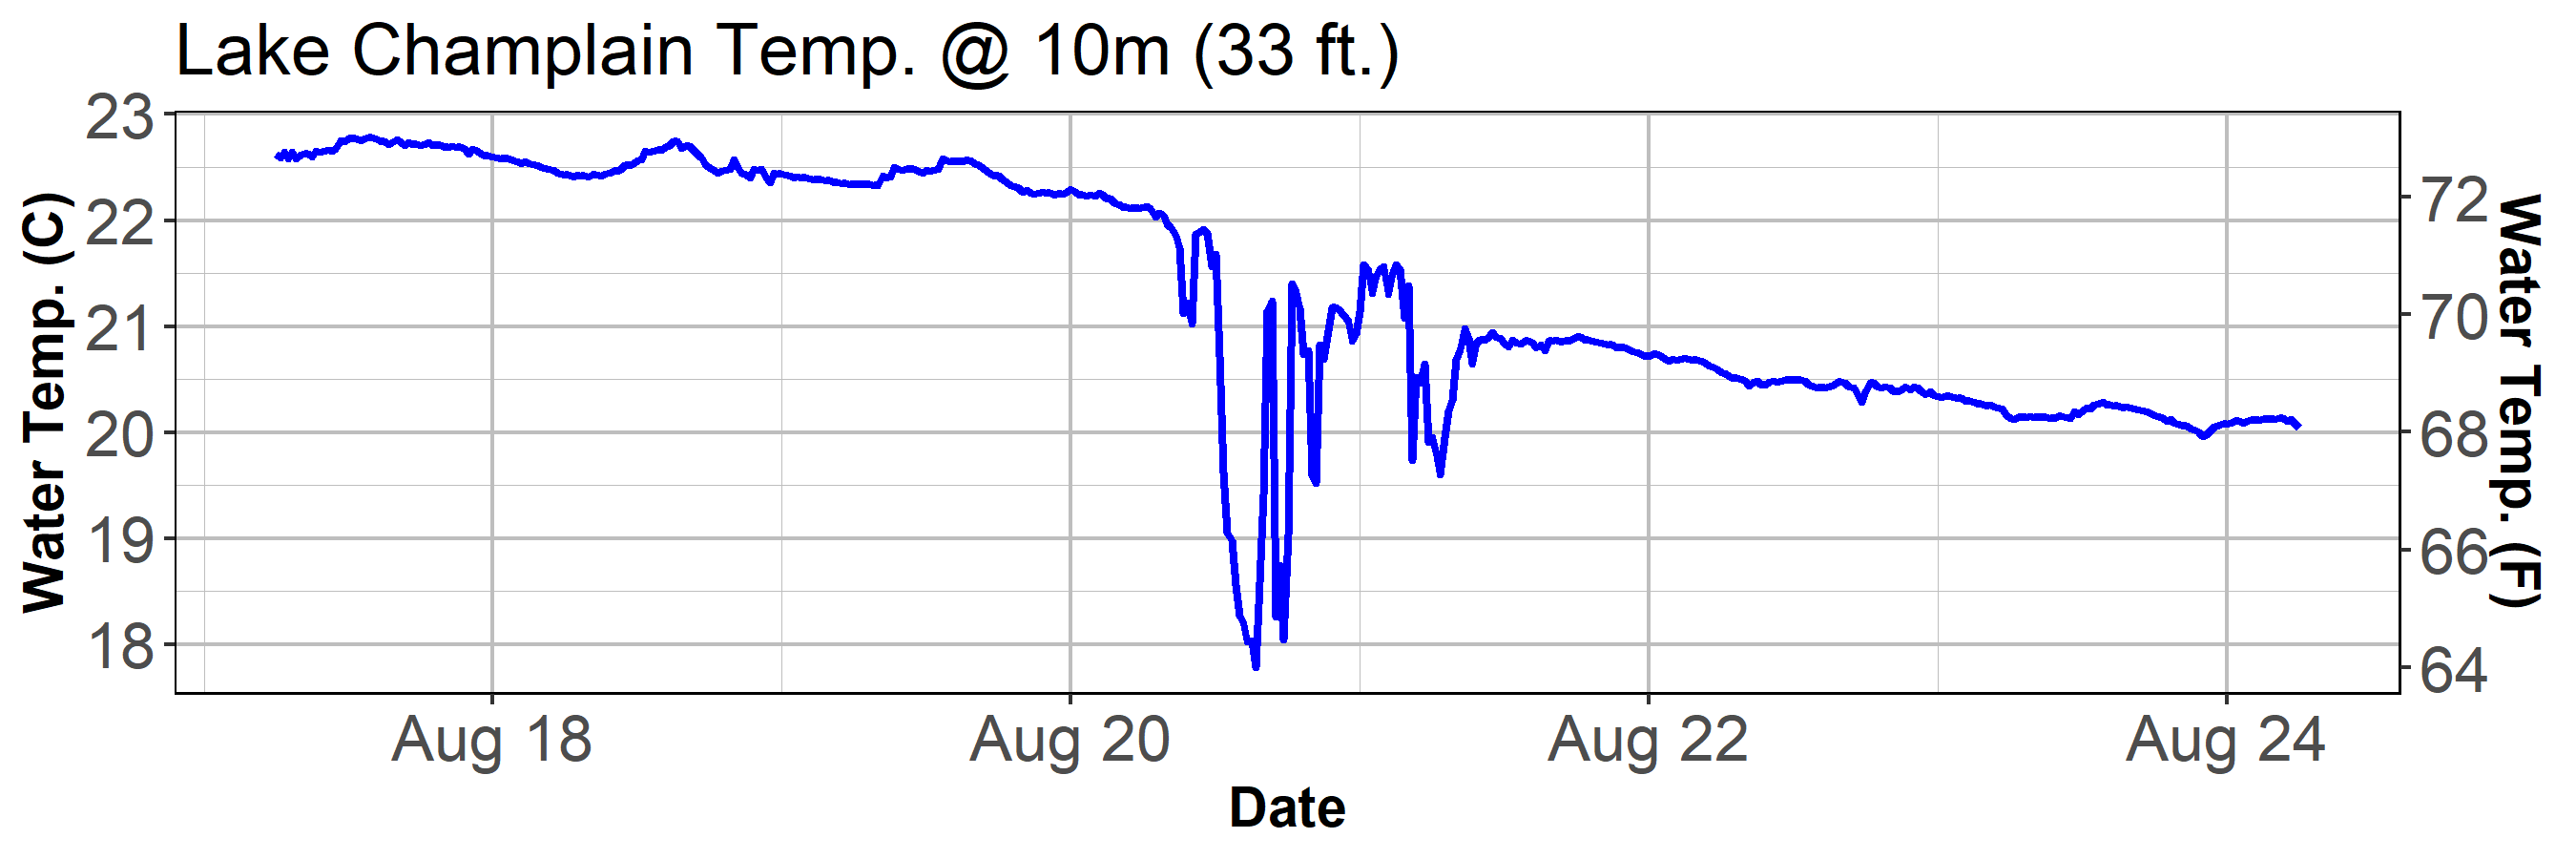 Lake Champlain Temp. @ 10m (33 ft.)
Water Temp. (C)
23
22
21
20
19
18
72
70
68
66
64
Water Temp. (F)
Aug 18 Aug 20 Aug 22 Aug 24
Date